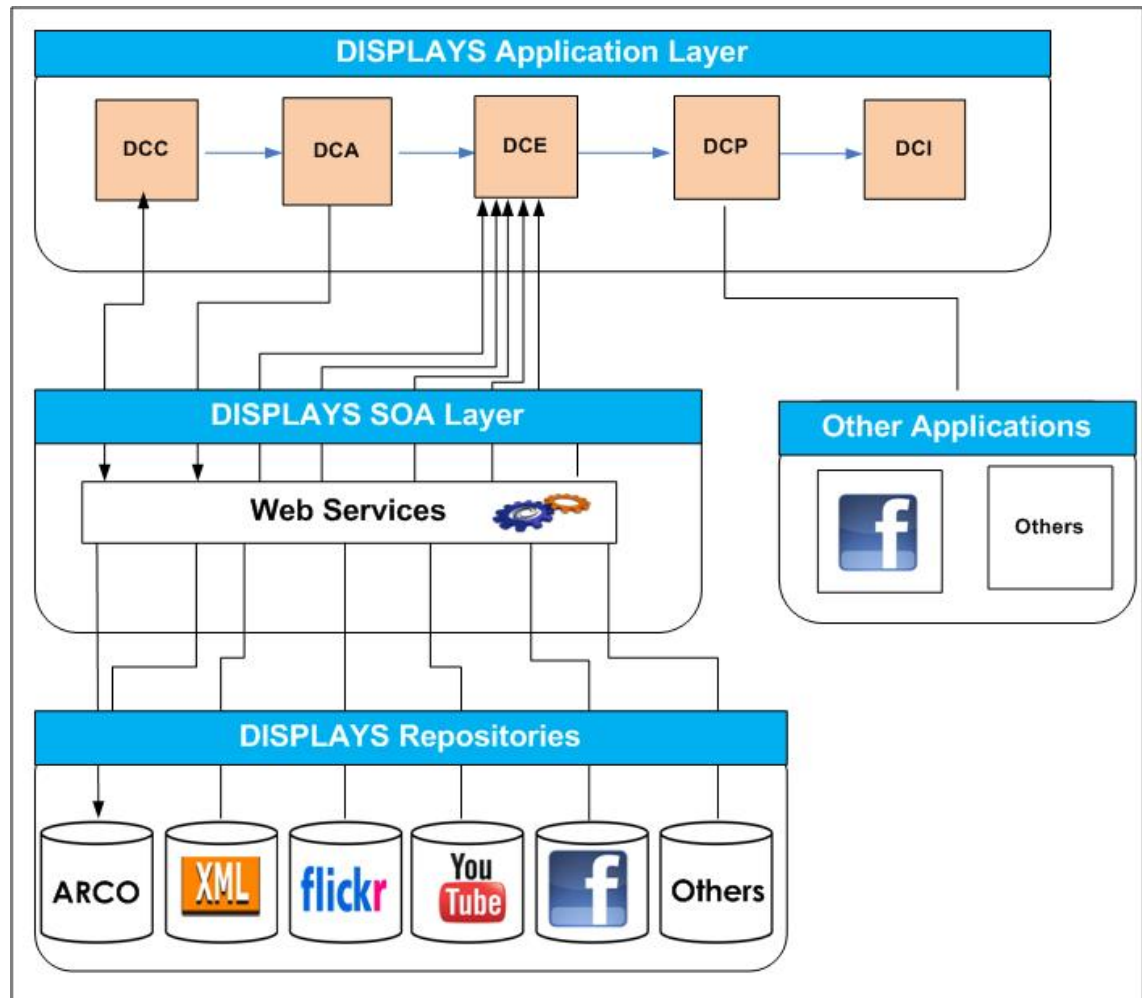 DISPLAYS Application Layer
DCC
DCA
DCE
DCP
DCI
DISPLAYS SOA Layer
Web Services
Other Applications
f
Others
DISPLAYS Repositories
ARCO
XML
flickr
You
Tube
f
Others